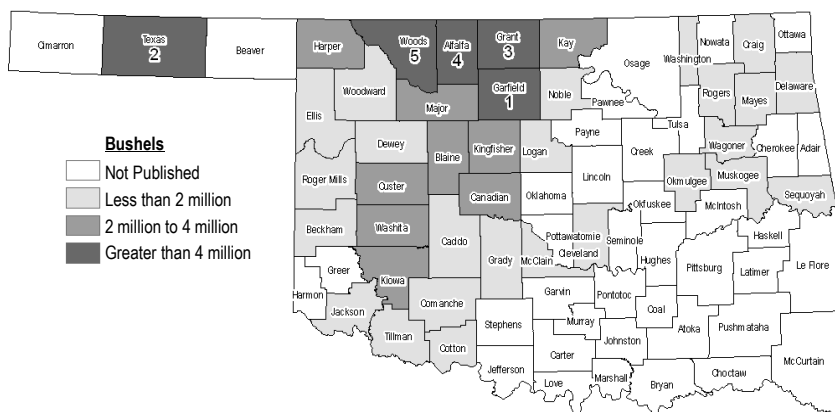 Cimarron
Texas
2
Beaver
Harper
Woods
5
Alfalfa
4
Grant
3
Kay
Osage
Washington
Nowata
Craig
Ottawa
Woodward
Major
Garfield
1
Noble
Pawnee
Rogers
Mayes
Delaware
Ellis
Dewey
Blaine
Kingfisher
Logan
Payne
Creek
Tulsa
Wagoner
Cherokee
Adair
Bushels
Not Published
Less than 2 million
2 million to 4 million
Greater than 4 million
Roger Mills
Custer
Canadian
Oklahoma
Lincoln
Okfuskee
Okmulgee
Muskogee
Sequoyah
McIntosh
Beckham
Washita
Caddo
Grady
McClain
Pottawatomie
Cleveland
Seminole
Hughes
Haskell
Pittsburg
Latimer
Le Flore
Greer
Harmon
Kiowa
Jackson
Comanche
Tillman
Cotton
Stephens
Garvin
Murray
Pontotoc
Coal
Johnston
Atoka
Pushmataha
McCurtain
Jefferson
Carter
Love
Marshall
Bryan
Choctaw